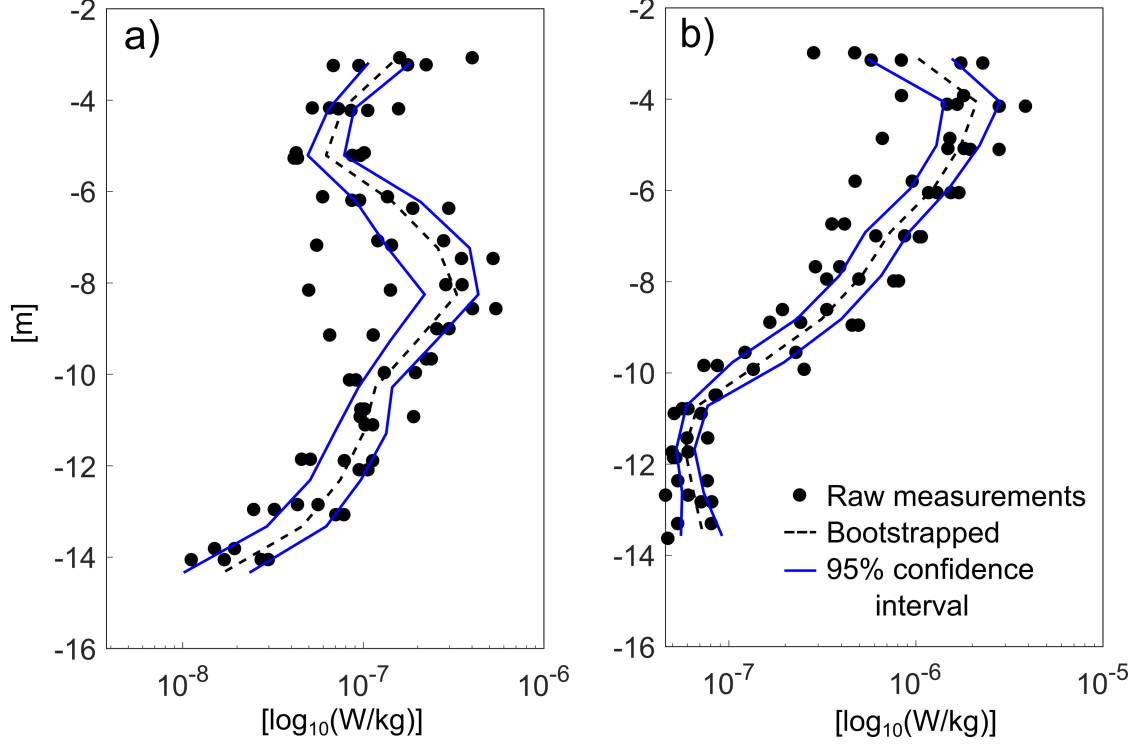 a)
-2
-4
-6
-8
-10
-12
-14
-16
[m]
10-8
10-7
10-6
[log10(W/kg)]
b)
-2
-4
-6
-8
-10
-12
-14
-16
Raw measurements
Bootstrapped
95% confidence
interval
10-7
10-6
10-5
[log10(W/kg)]